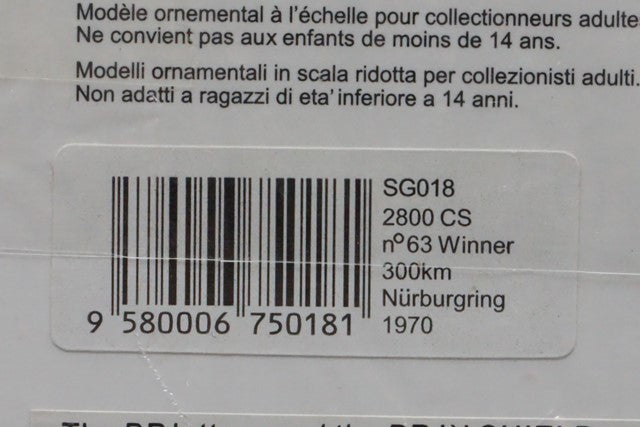 Modèle ornemental à l'échelle pour collectionneurs adulte
Ne convient pas aux enfants de moins de 14 ans.
Modelli ornamentali in scala ridotta per collezionisti adulti.
Non adatti a ragazzi di eta' inferiore a 14 anni.
SG018
2800 CS
nº63 Winner
300km
Nürburgring
1970
9 580006 750181